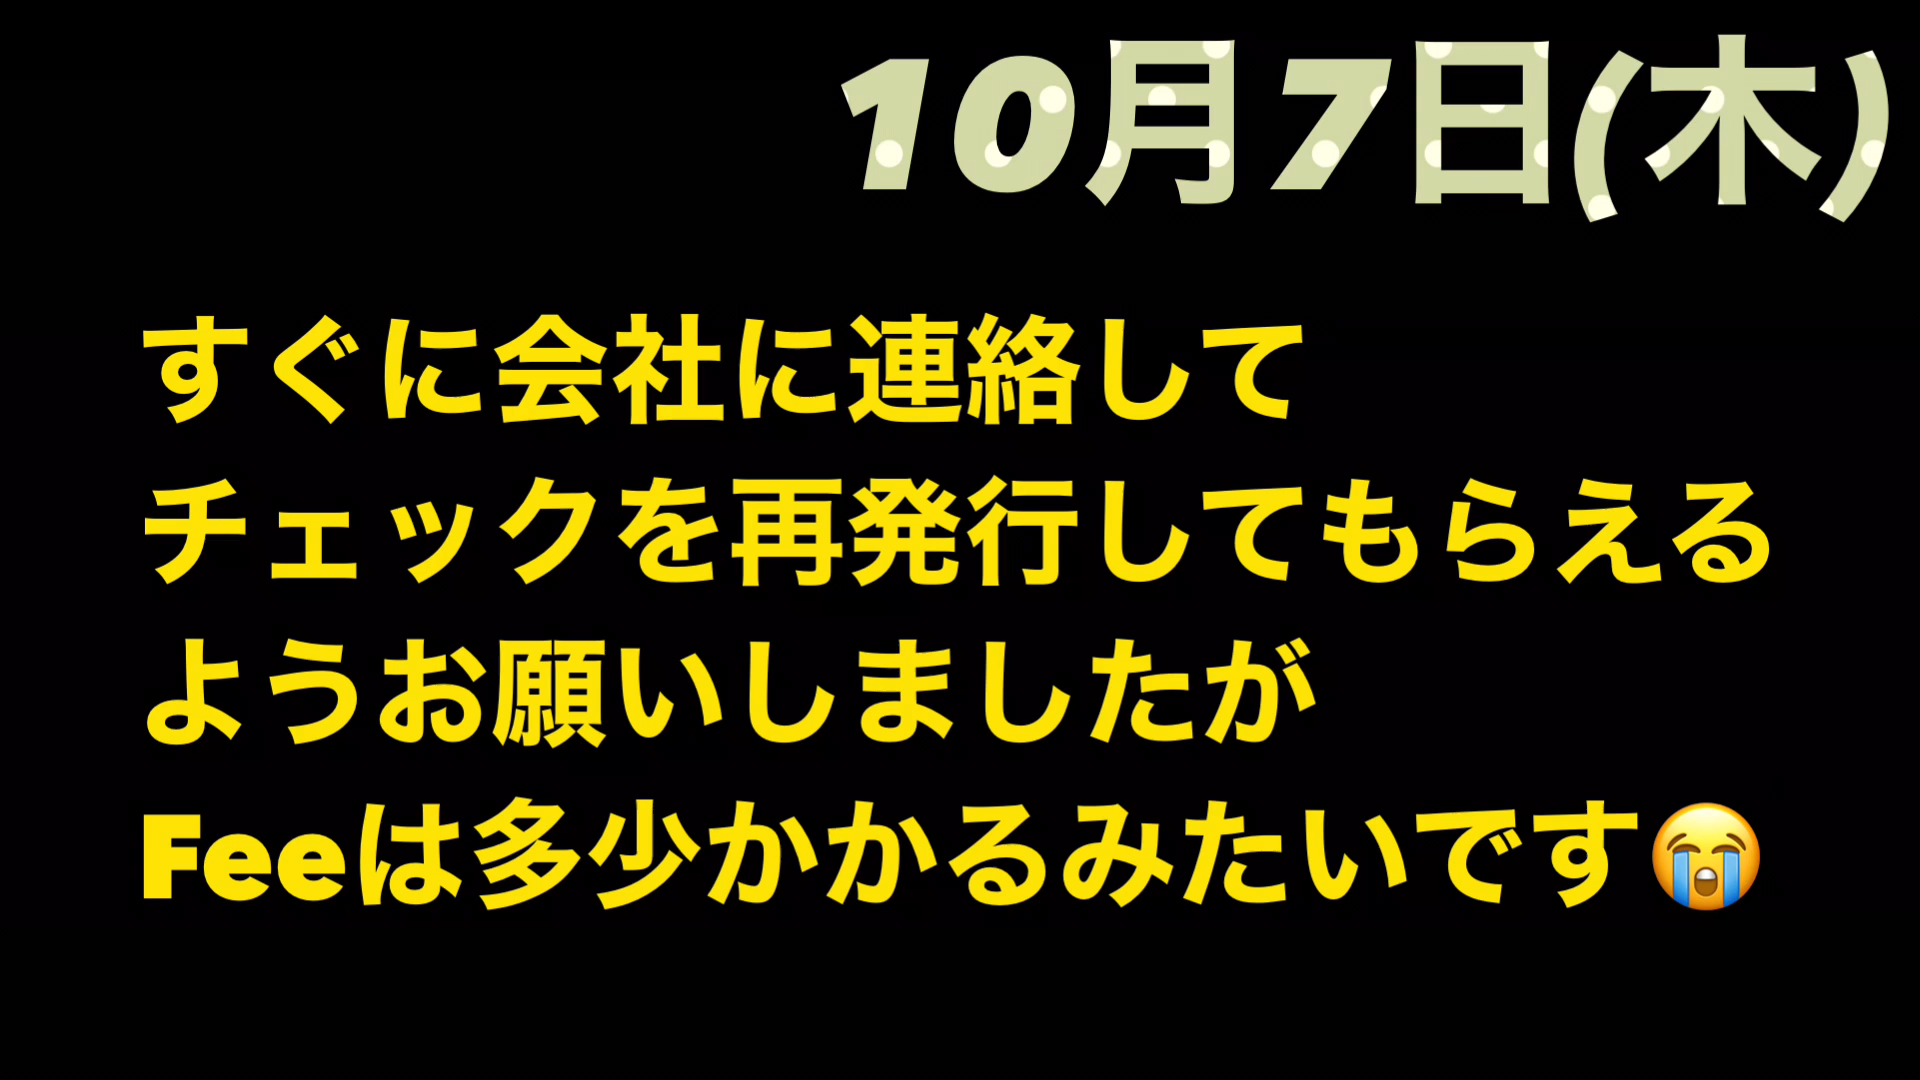 10月7日(木)
すぐに会社に連絡して
チェックを再発行してもらえる
ようお願いしましたが
Feeは多少かかるみたいです😭